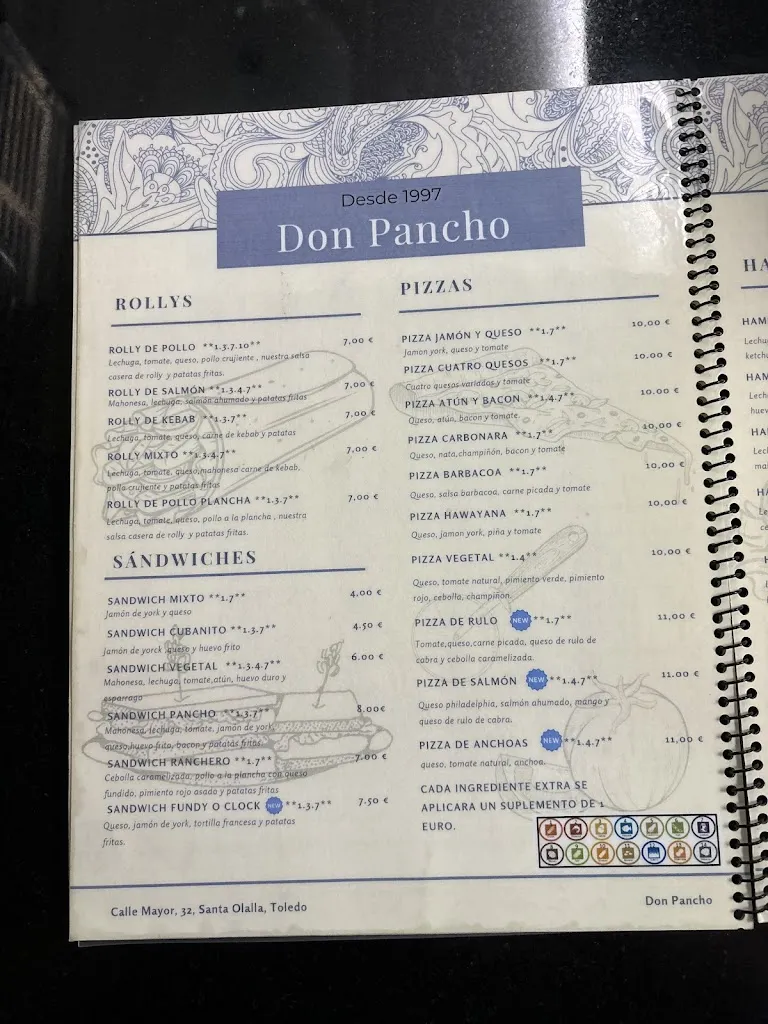 Desde 1997
Don Pancho
ROLLYS
ROLLY DE POLLO **1.3.7.10** 7,00 €
Lechuga, tomate, queso, pollo crujiente , nuestra salsa
casera de rolly y patatas fritas.
ROLLY DE SALMÓN **1.3.4.7** 7,00 €
Mahonesa, lechuga, salmón ahumado y patatas fritas
ROLLY DE KEBAB **1.3.7** 7,00 €
Lechuga, tomate, queso, carne de kebab y patatas
ROLLY MIXTO **1.3.4.7** 7,00 €
Lechuga, tomate, queso,mahonesa carne de kebab,
pollo crujiente y patatas fritas
ROLLY DE POLLO PLANCHA **1.3.7** 7,00 €
Lechuga, tomate, queso, pollo a la plancha , nuestra
salsa casera de rolly y patatas fritas.
SÁNDWICHES
SANDWICH MIXTO **1.7** 4,00 €
Jamón de york y queso
SANDWICH CUBANITO **1.3.7** 4.50 €
Jamón de yorck ,queso y huevo frito
SANDWICH VEGETAL **1.3.4.7** 6.00 €
Mahonesa, lechuga, tomate,atún, huevo duro y
esparrago
SANDWICH PANCHO **1.3.7** 8.00€
Mahonesa, lechuga, tomate, jamón de york,
queso,huevo frito, bacon y patatas fritas.
SANDWICH RANCHERO **1.7** 7.00 €
Cebolla caramelizada, pollo a la plancha con queso
fundido, pimiento rojo asado y patatas fritas
SANDWICH FUNDY O CLOCK NEW **1.3.7** 7.50 €
Queso, jamón de york, tortilla francesa y patatas
fritas.
PIZZAS
PIZZA JAMÓN Y QUESO **1.7** 10,00 €
Jamon york, queso y tomate
PIZZA CUATRO QUESOS **1.7** 10.00 €
Cuatro quesos variados y tomate
PIZZA ATÚN Y BACON **1.4.7** 10.00 €
Queso, atún, bacon y tomate
PIZZA CARBONARA **1.7** 10,00 €
Queso, nata,champiñón, bacon y tomate
PIZZA BARBACOA **1.7** 10,00 €
Queso, salsa barbacoa, carne picada y tomate
PIZZA HAWAYANA **1.7** 10,00 €
Queso, jamon york, piña y tomate
PIZZA VEGETAL **1.4** 10,00 €
Queso, tomate natural, pimiento verde, pimiento
rojo, cebolla, champiñon.
PIZZA DE RULO NEW **1.7** 11,00 €
Tomate,queso,carne picada, queso de rulo de
cabra y cebolla caramelizada.
PIZZA DE SALMÓN NEW **1.4.7** 11.00 €
Queso philadelphia, salmón ahumado, mango y
queso de rulo de cabra.
PIZZA DE ANCHOAS NEW **1.4.7** 11,00 €
queso, tomate natural, anchoa.
CADA INGREDIENTE EXTRA SE
APLICARA UN SUPLEMENTO DE 1
EURO.
Calle Mayor, 32, Santa Olalla, Toledo
Don Pancho